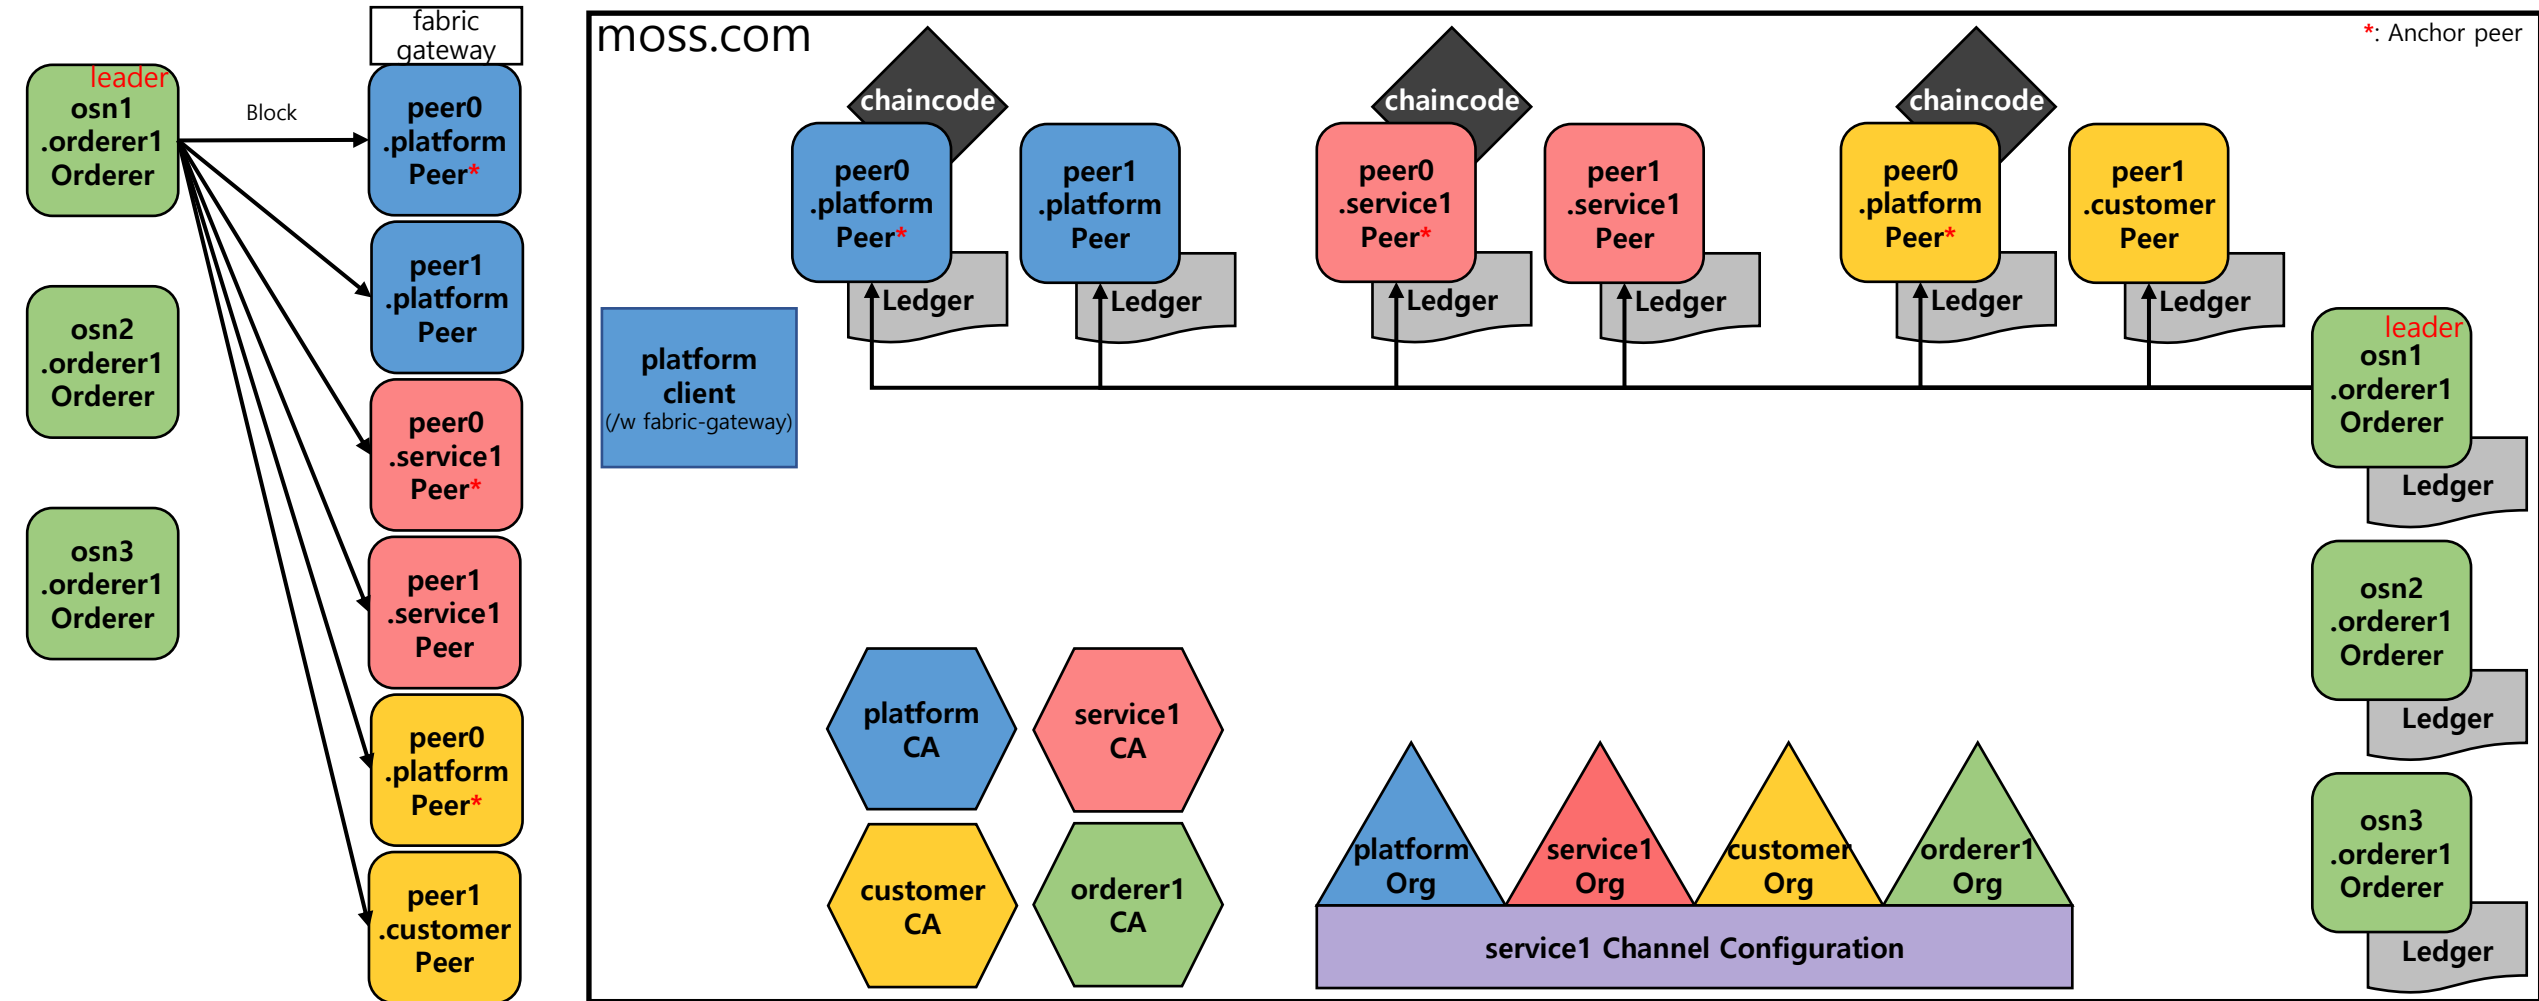 fabric
gateway
leader
osn1
.orderer1
Orderer
Block
peer0
.platform
Peer*
peer1
.platform
Peer
osn2
.orderer1
Orderer
peer0
.service1
Peer*
osn3
.orderer1
Orderer
peer1
.service1
Peer
peer0
.platform
Peer*
peer1
.customer
Peer
moss.com
*: Anchor peer
chaincode
peer0
.platform
Peer*
Ledger
peer1
.platform
Peer
Ledger
chaincode
peer0
.service1
Peer*
Ledger
peer1
.service1
Peer
Ledger
chaincode
peer0
.platform
Peer*
Ledger
peer1
.customer
Peer
Ledger
platform
client
(/w fabric-gateway)
leader
osn1
.orderer1
Orderer
Ledger
osn2
.orderer1
Orderer
Ledger
osn3
.orderer1
Orderer
Ledger
platform
CA
service1
CA
customer
CA
orderer1
CA
platform
Org
service1
Org
customer
Org
orderer1
Org
service1 Channel Configuration